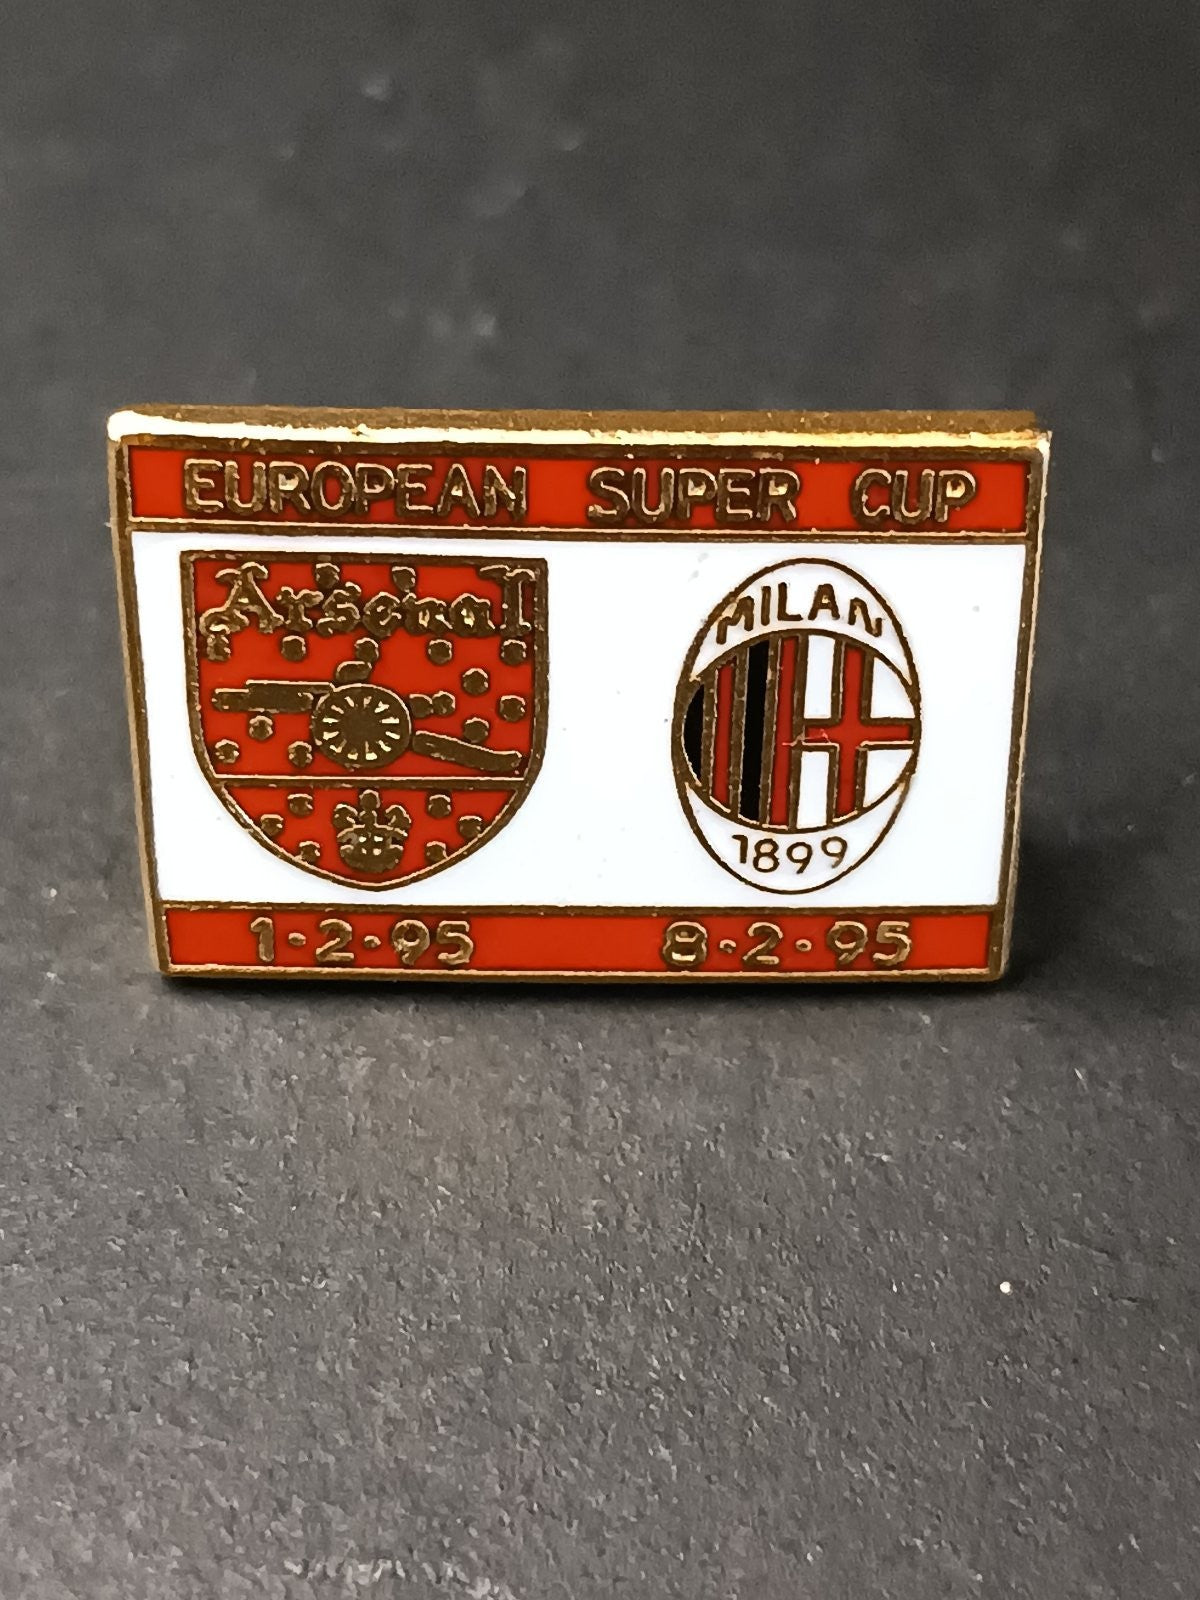 EUROPEAN SUPER CUP
Arsenal
MILAN
1899
1·2·95 8·2·95